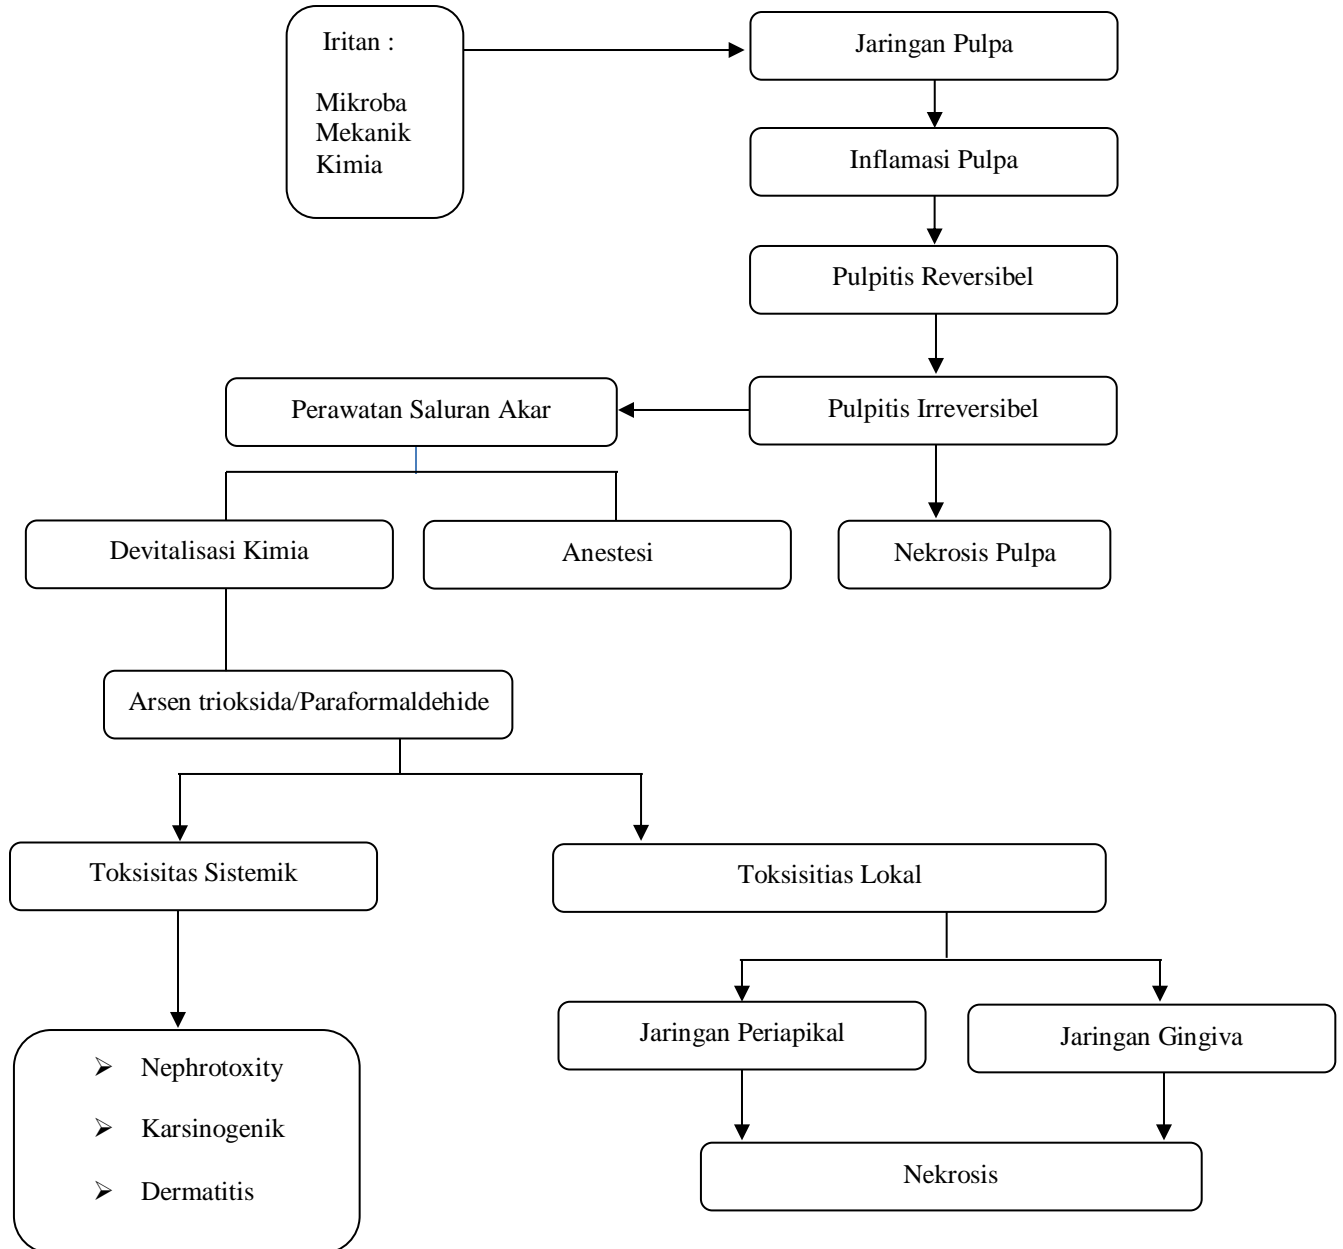 Iritan :
Mikroba
Mekanik
Kimia
Jaringan Pulpa
Inflamasi Pulpa
Pulpitis Reversibel
Perawatan Saluran Akar
Pulpitis Irreversibel
Devitalisasi Kimia
Anestesi
Nekrosis Pulpa
Arsen trioksida/Paraformaldehide
Toksisitas Sistemik
Toksisitias Lokal
Jaringan Periapikal
Jaringan Gingiva
➢ Nephrotoxity
➢ Karsinogenik
➢ Dermatitis
Nekrosis